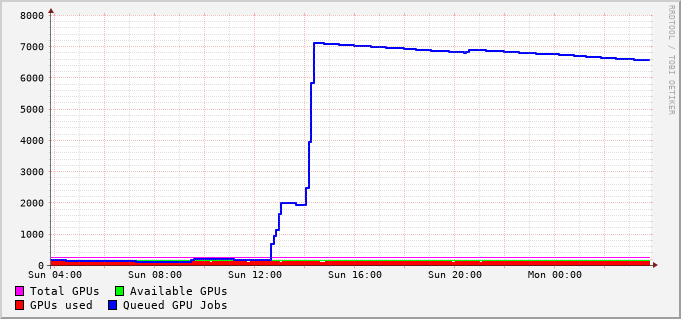 8000
7000
6000
5000
4000
3000
2000
1000
0
Sun 04:00 Sun 08:00 Sun 12:00 Sun 16:00 Sun 20:00 Mon 00:00
Total GPUs Available GPUs
GPUs used Queued GPU Jobs
RRDTOOL / TOBI OETIKER